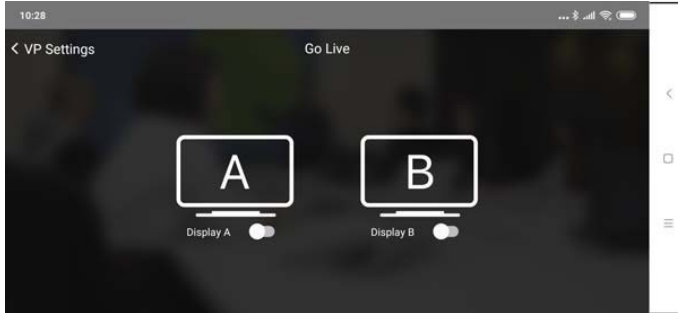 10:28
VP Settings
Go Live
A
B
Display A
Display B